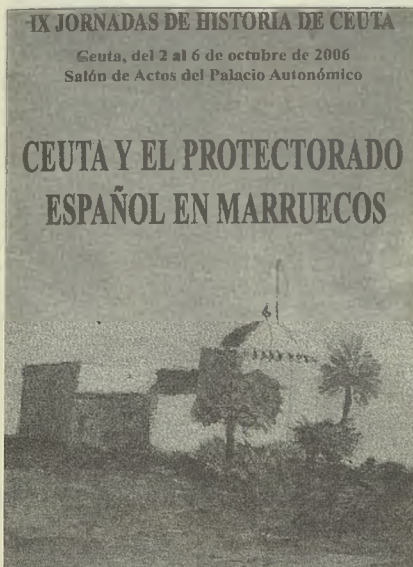 IX JORNADAS DE HISTORIA DE CEUTA
Ceuta, del 2 al 6 de octubre de 2006
Salón de Actos del Palacio Autonómico
CEUTA Y EL PROTECTORADO
ESPAÑOL EN MARRUECOS